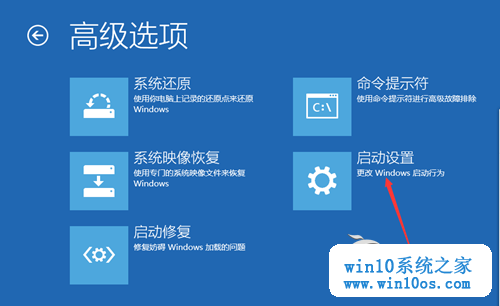 高级选项
系统还原
使用你电脑上记录的还原点来还原
Windows
命令提示符
使用命令提示符进行高级故障排除
C:\
系统映像恢复
使用专门的系统映像文件来恢复
Windows
启动设置
更改 Windows 启动行为
启动修复
修复妨碍 Windows 加载的问题
win10系统之家
www.win10os.com